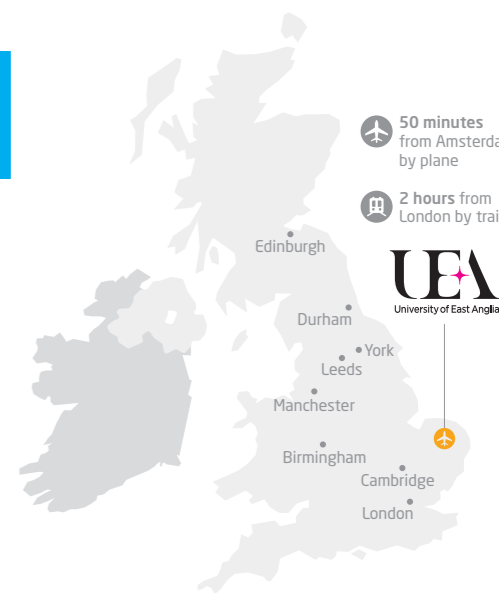 50 minutes
from Amsterda
by plane
2 hours from
London by trai
Edinburgh
UEA
University of East Anglia
Durham
York
Leeds
Manchester
Birmingham
Cambridge
London